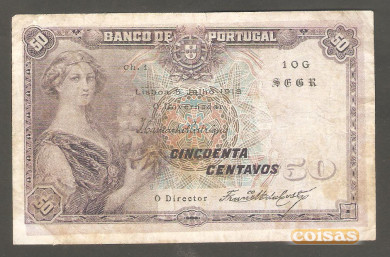 50 BANCO DE PORTUGAL 50
Ch. 1 10G
SEGR
Lisboa 5 Julho 1918
O Governador
CINCOENTA
CENTAVOS 50
O Director
50 50
coisas